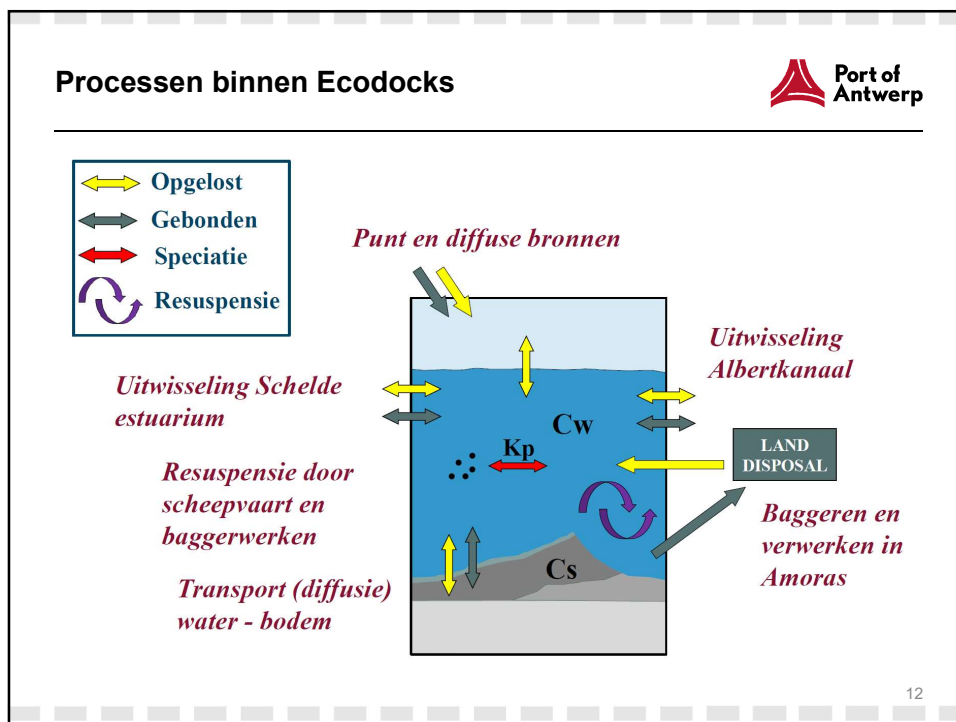 Processen binnen Ecodocks
Port of
Antwerp
Opgelost
Gebonden
Speciatie
Resuspensie
Punt en diffuse bronnen
Uitwisseling
Albertkanaal
Uitwisseling Schelde
estuarium
Cw
Kp
LAND
DISPOSAL
Resuspensie door
scheepvaart en
baggerwerken
Baggeren en
verwerken in
Amoras
Cs
Transport (diffusie)
water - bodem
12